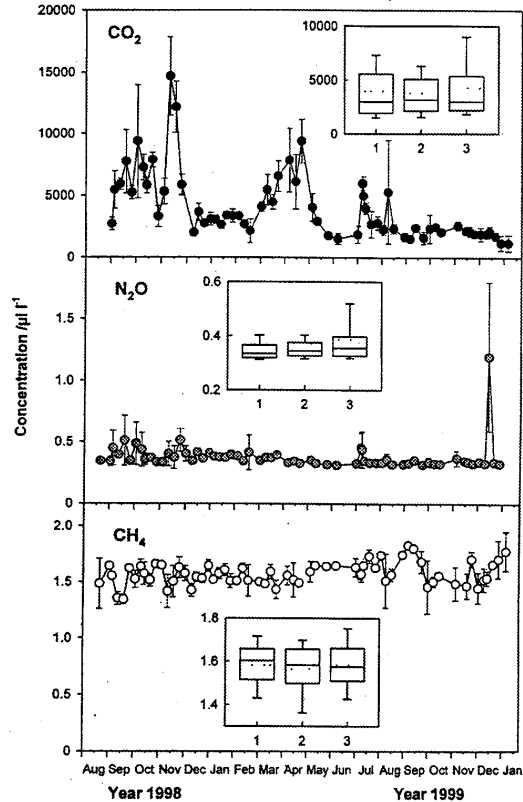 20000
CO2
15000
10000
5000
0
10000
5000
0
1 2 3
N2O
1.5
1.0
0.5
0
0.6
0.4
0.2
1 2 3
Concentration /µl l-1
CH4
2.0
1.5
1.0
0.5
0
1.8
1.6
1.4
1 2 3
Aug Sep Oct Nov Dec Jan Feb Mar Apr May Jun Jul Aug Sep Oct Nov Dec Jan
Year 1998 Year 1999